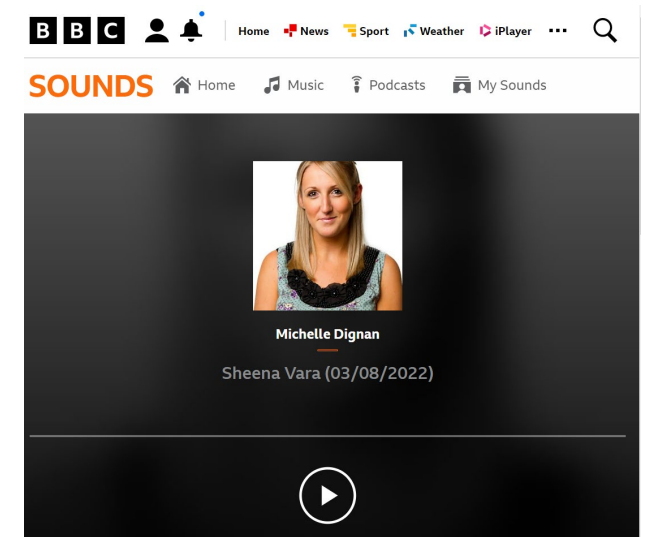 BBC Home News Sport Weather iPlayer
SOUNDS Home Music Podcasts My Sounds
Michelle Dignan
Sheena Vara (03/08/2022)